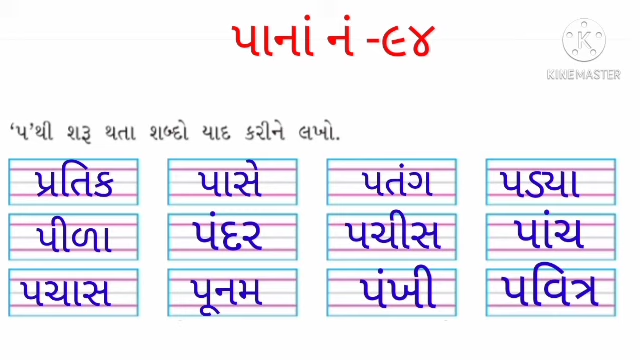 પાનાં નં -૯૪
KINEMASTER
‘પ’થી શરૂ થતા શબ્દો યાદ કરીને લખો.
પ્રતિક પાસે પતંગ પડ્યા
પીળા પંદર પચીસ પાંચ
પચાસ પૂનમ પંખી પવિત્ર